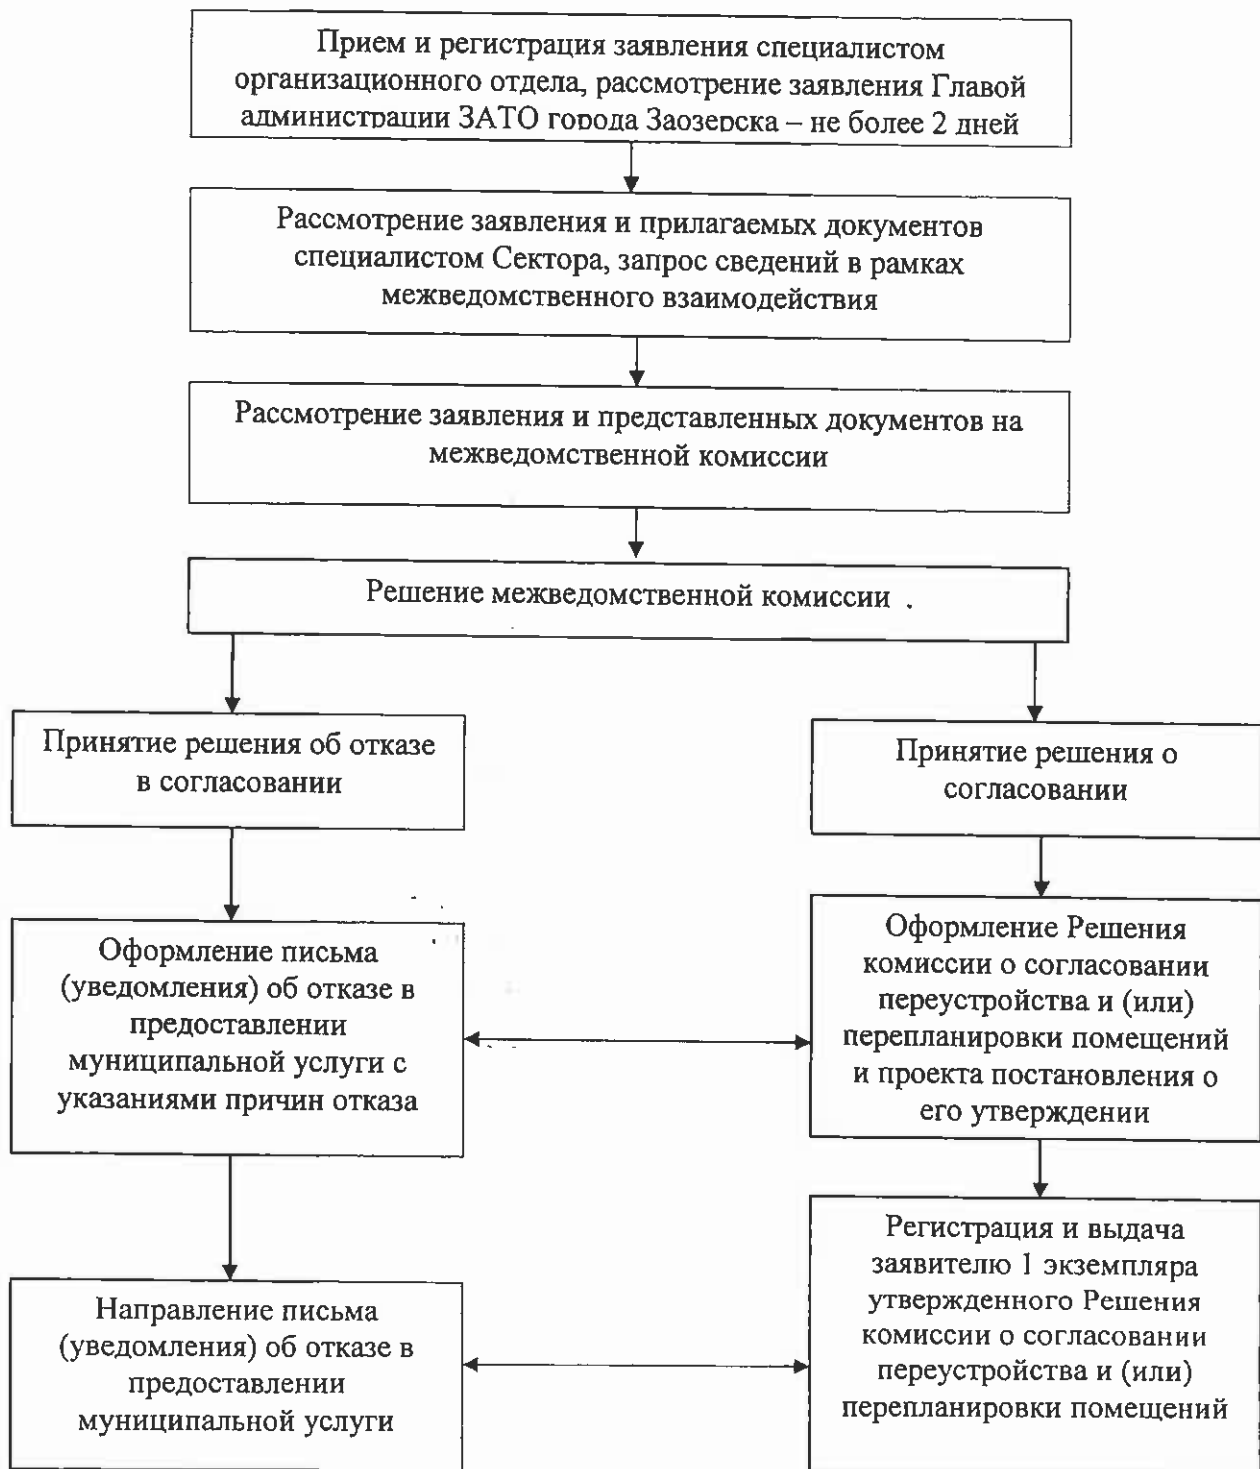 Прием и регистрация заявления специалистом
организационного отдела, рассмотрение заявления Главой
администрации ЗАТО города Заозерска – не более 2 дней
Рассмотрение заявления и прилагаемых документов
специалистом Сектора, запрос сведений в рамках
межведомственного взаимодействия
Рассмотрение заявления и представленных документов на
межведомственной комиссии
Решение межведомственной комиссии .
Принятие решения об отказе
в согласовании
Принятие решения о
согласовании
Оформление письма
(уведомления) об отказе в
предоставлении
муниципальной услуги с
указаниями причин отказа
Оформление Решения
комиссии о согласовании
переустройства и (или)
перепланировки помещений
и проекта постановления о
его утверждении
Направление письма
(уведомления) об отказе в
предоставлении
муниципальной услуги
Регистрация и выдача
заявителю 1 экземпляра
утвержденного Решения
комиссии о согласовании
переустройства и (или)
перепланировки помещений